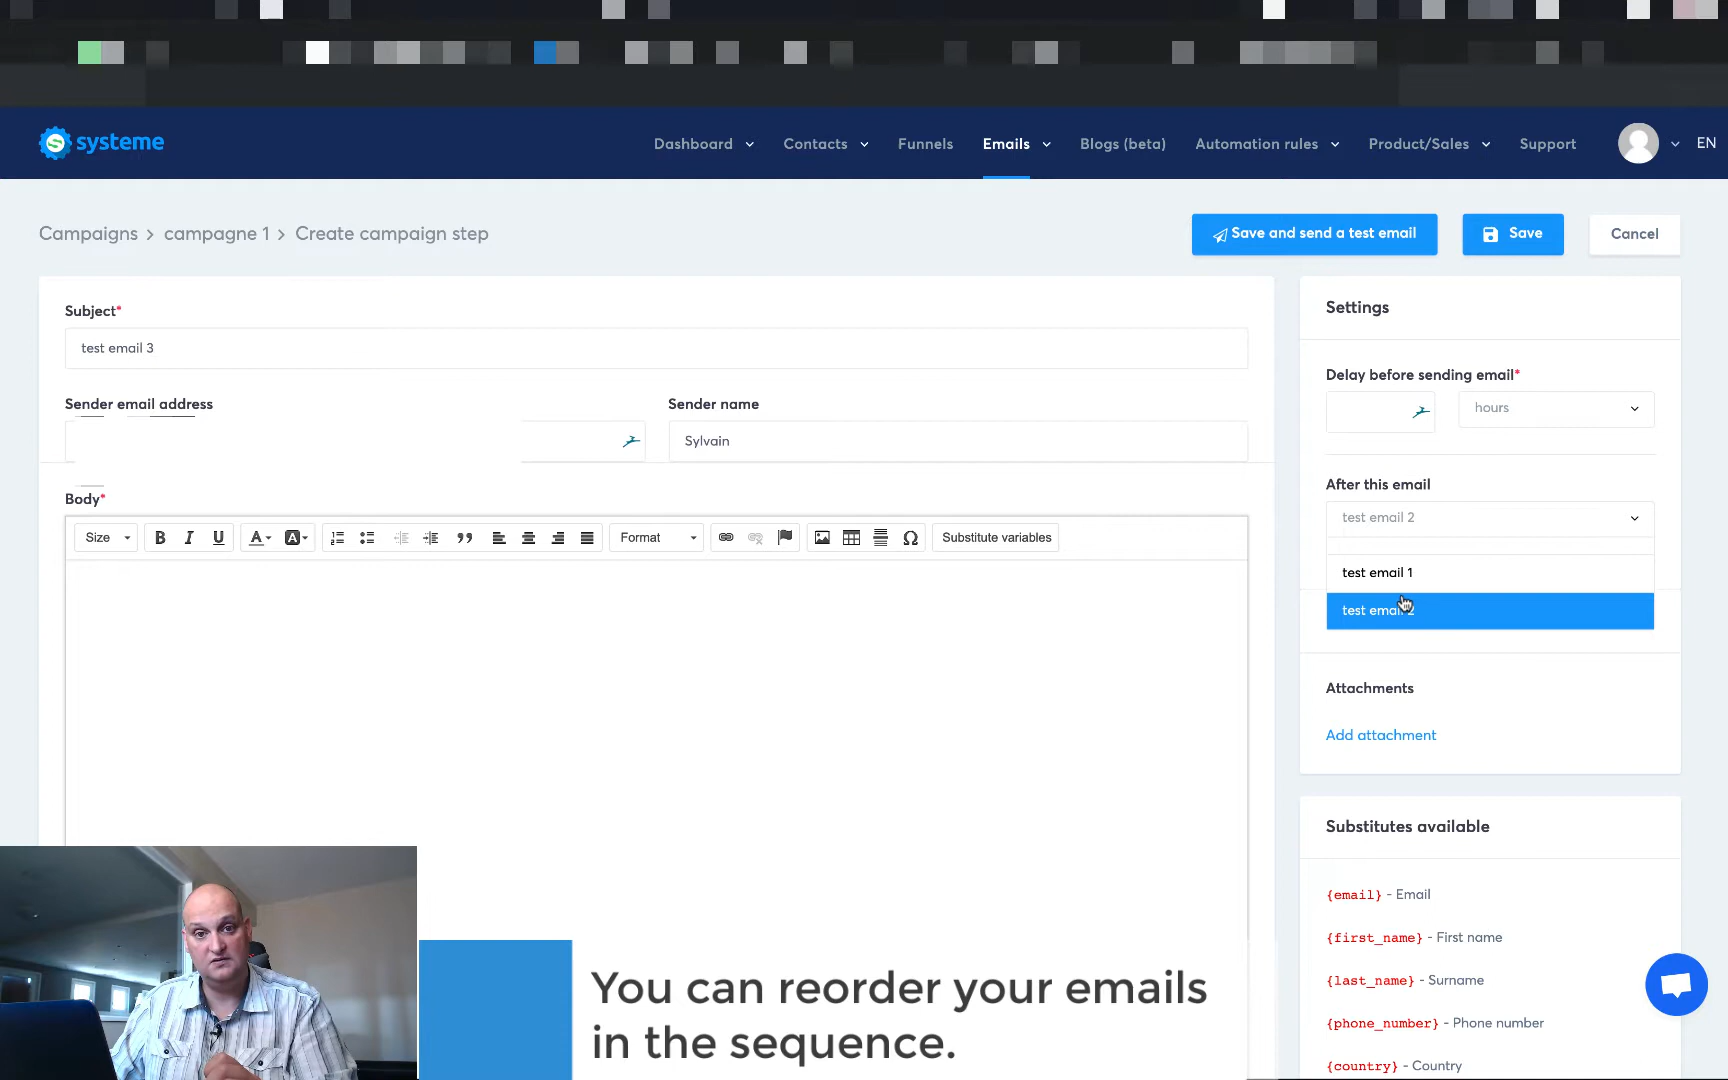 systeme
Dashboard Contacts Funnels Emails Blogs (beta) Automation rules Product/Sales Support EN
Campaigns > campagne 1 > Create campaign step
Save and send a test email
Save
Cancel
Subject*
test email 3
Sender email address
Sender name
Sylvain
Body*
Size B I U A A Format Ω Substitute variables
Settings
Delay before sending email*
hours
After this email
test email 2
test email 1
test email 2
Attachments
Add attachment
Substitutes available
{email} - Email
{first_name} - First name
{last_name} - Surname
{phone_number} - Phone number
{country} - Country
You can reorder your emails
in the sequence.